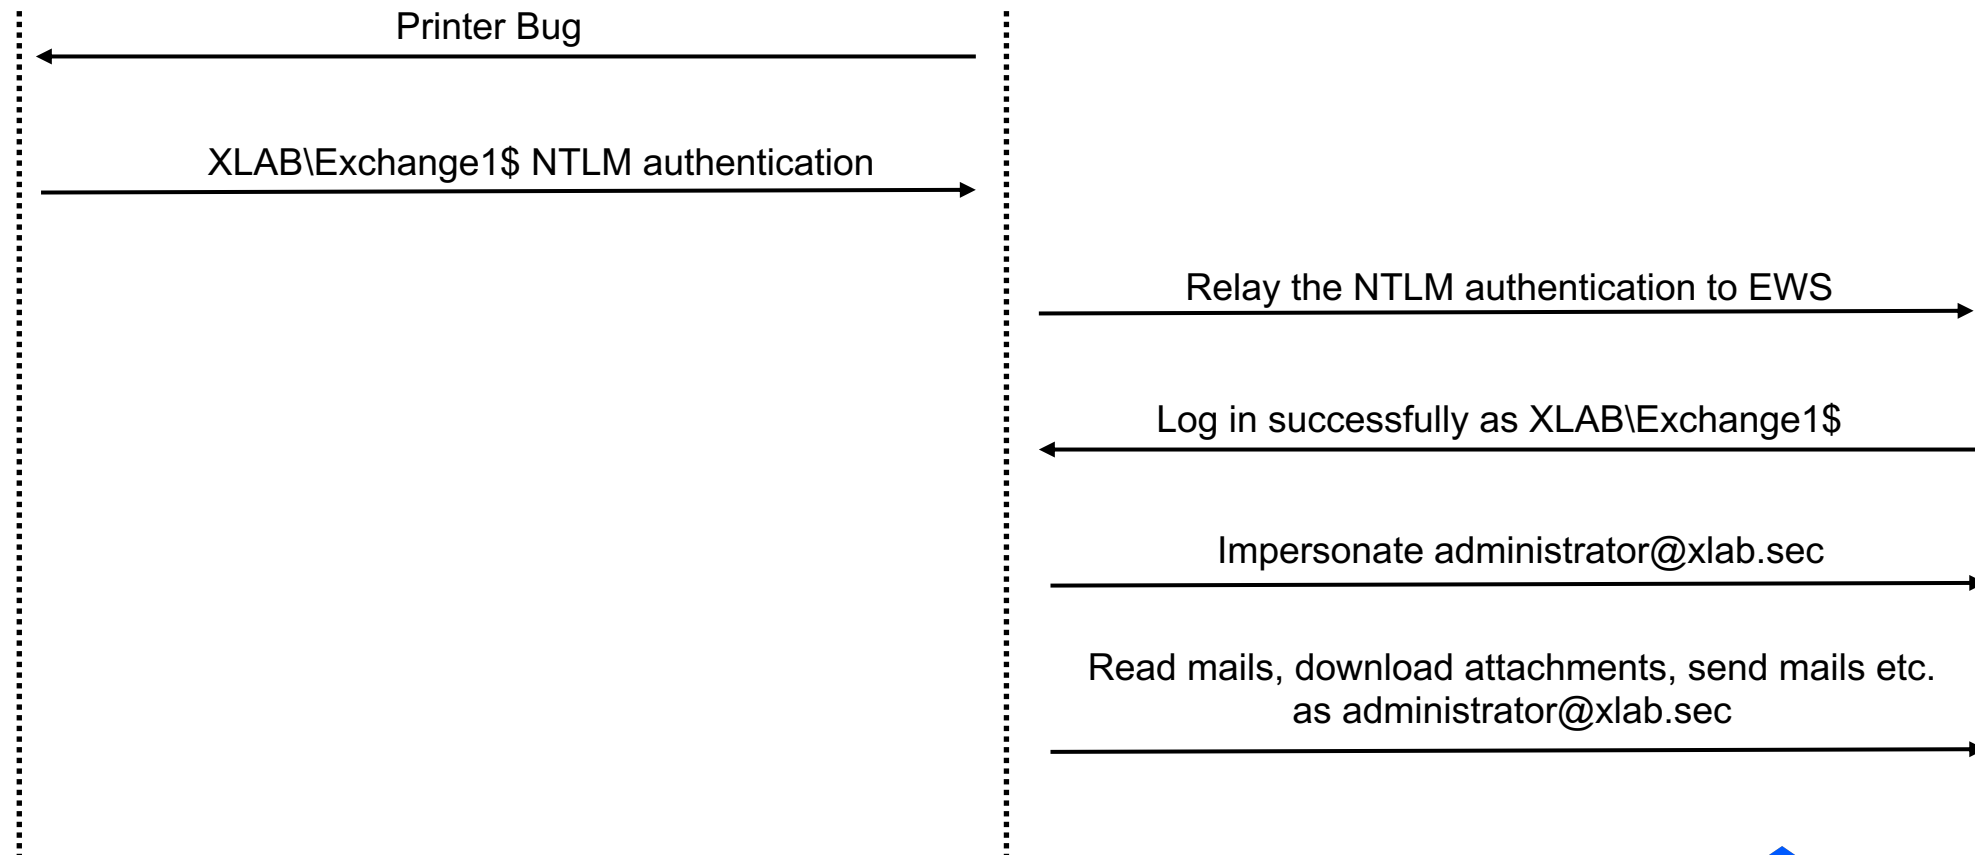 Printer Bug
XLAB\Exchange1$ NTLM authentication
Relay the NTLM authentication to EWS
Log in successfully as XLAB\Exchange1$
Impersonate administrator@xlab.sec
Read mails, download attachments, send mails etc.
as administrator@xlab.sec